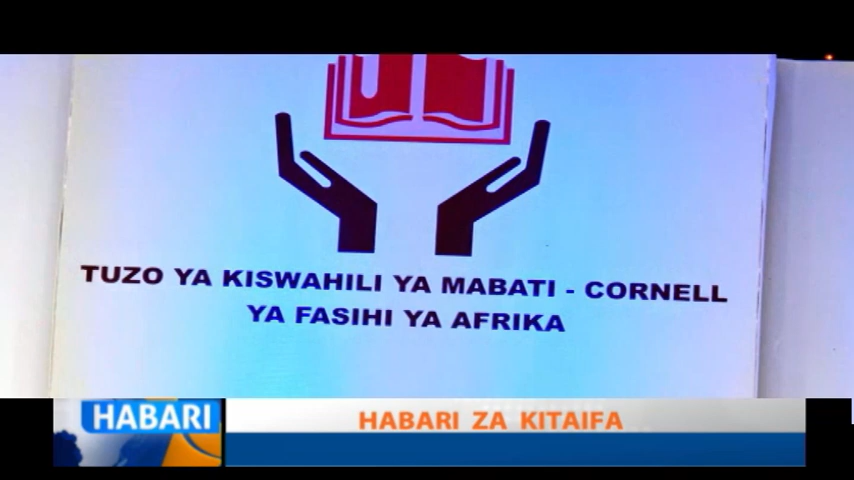 TUZO YA KISWAHILI YA MABATI - CORNELL
YA FASIHI YA AFRIKA
HABARI
HABARI ZA KITAIFA